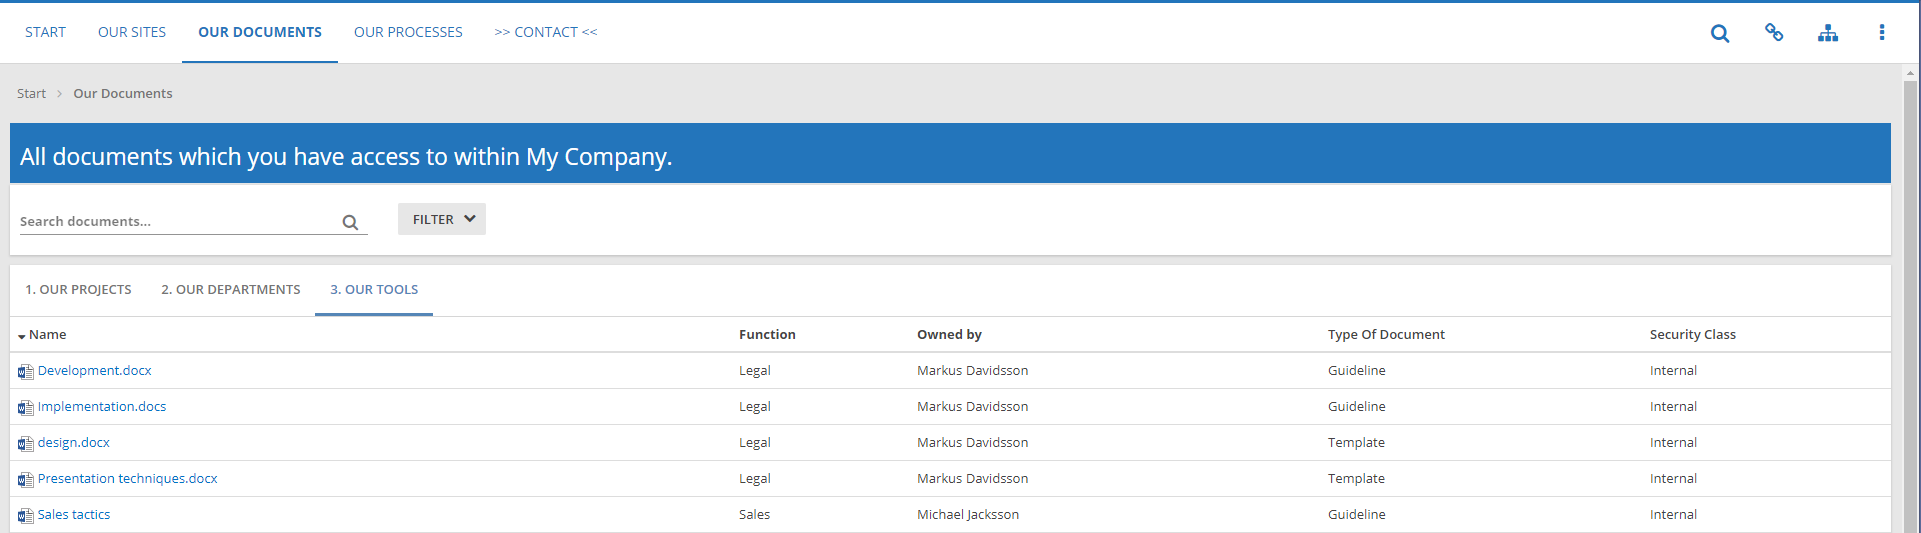 START OUR SITES OUR DOCUMENTS OUR PROCESSES >> CONTACT <<
Start > Our Documents
All documents which you have access to within My Company.
Search documents... FILTER
1. OUR PROJECTS 2. OUR DEPARTMENTS 3. OUR TOOLS
Name Function Owned by Type Of Document Security Class
Development.docx Legal Markus Davidsson Guideline Internal
Implementation.docs Legal Markus Davidsson Guideline Internal
design.docx Legal Markus Davidsson Template Internal
Presentation techniques.docx Legal Markus Davidsson Template Internal
Sales tactics Sales Michael Jacksson Guideline Internal